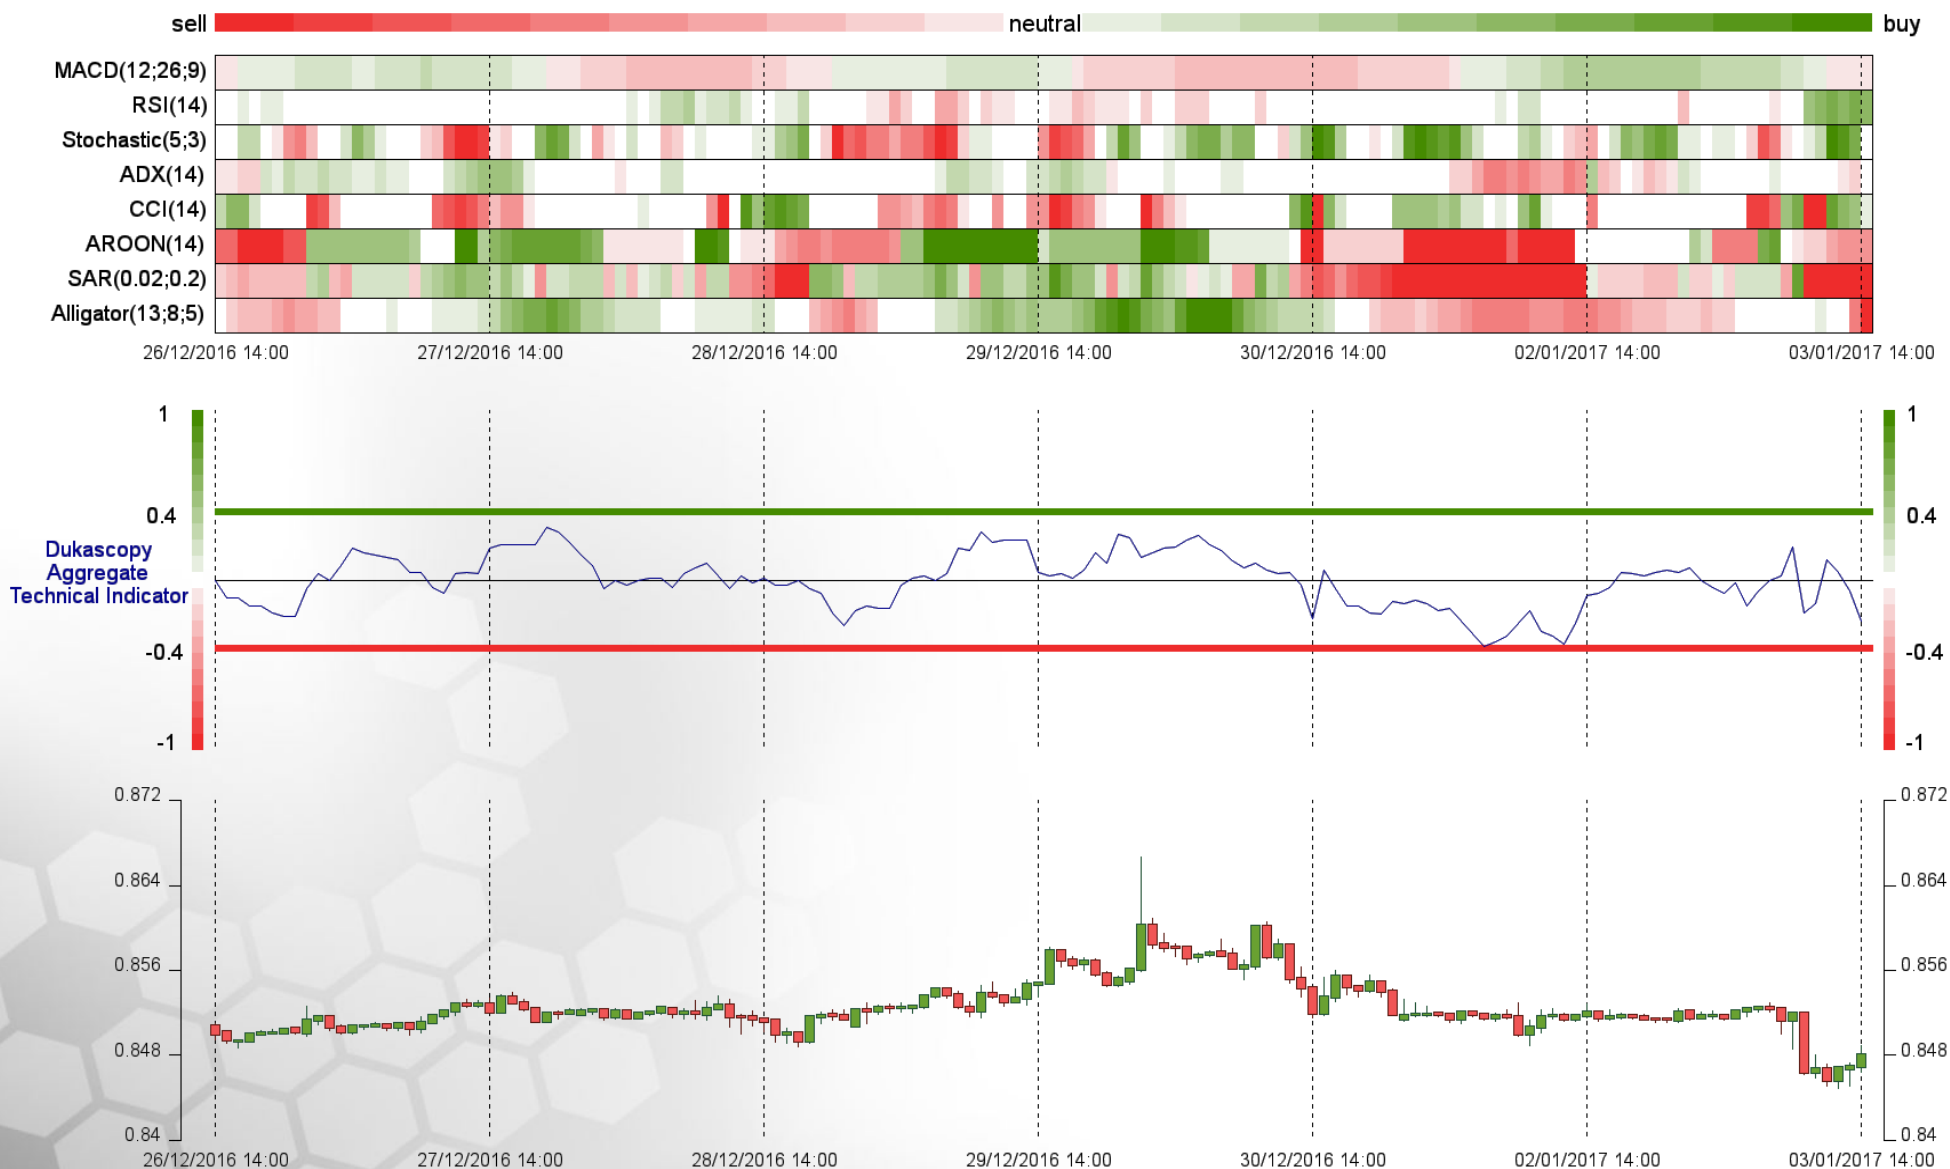 sell neutral buy
MACD(12;26;9)
RSI(14)
Stochastic(5;3)
ADX(14)
CCI(14)
AROON(14)
SAR(0.02;0.2)
Alligator(13;8;5)
26/12/2016 14:00 27/12/2016 14:00 28/12/2016 14:00 29/12/2016 14:00 30/12/2016 14:00 02/01/2017 14:00 03/01/2017 14:00
1 1
0.4 0.4
Dukascopy
Aggregate
Technical Indicator
-0.4 -0.4
-1 -1
0.872 0.872
0.864 0.864
0.856 0.856
0.848 0.848
0.84 0.84
26/12/2016 14:00 27/12/2016 14:00 28/12/2016 14:00 29/12/2016 14:00 30/12/2016 14:00 02/01/2017 14:00 03/01/2017 14:00